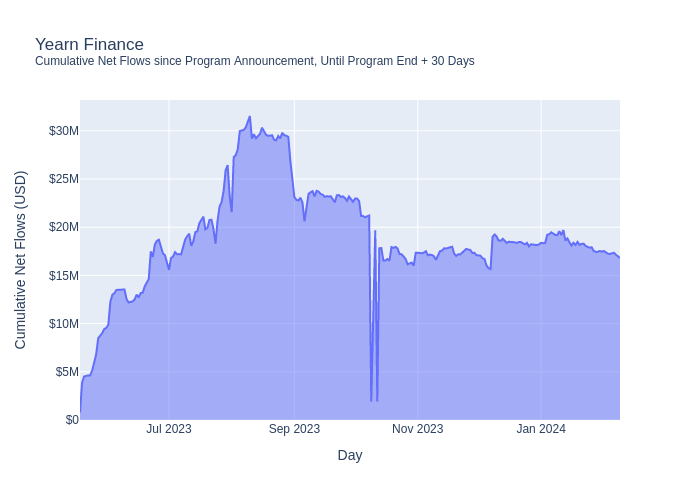 Yearn Finance
Cumulative Net Flows since Program Announcement, Until Program End + 30 Days
$30M
$25M
$20M
$15M
$10M
$5M
$0
Cumulative Net Flows (USD)
Jul 2023
Sep 2023
Nov 2023
Jan 2024
Day